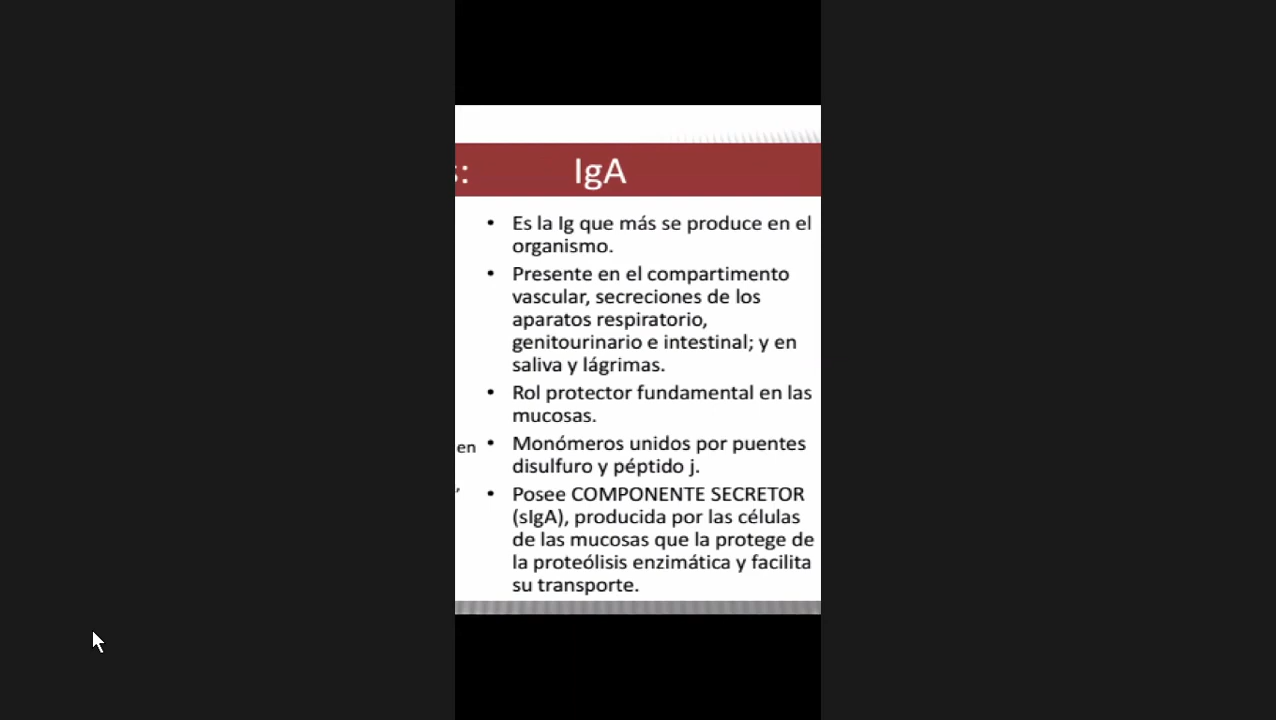 s: IgA
• Es la Ig que más se produce en el
organismo.
• Presente en el compartimento
vascular, secreciones de los
aparatos respiratorio,
genitourinario e intestinal; y en
saliva y lágrimas.
• Rol protector fundamental en las
mucosas.
en
• Monómeros unidos por puentes
disulfuro y péptido j.
,
• Posee COMPONENTE SECRETOR
(sIgA), producida por las células
de las mucosas que la protege de
la proteólisis enzimática y facilita
su transporte.